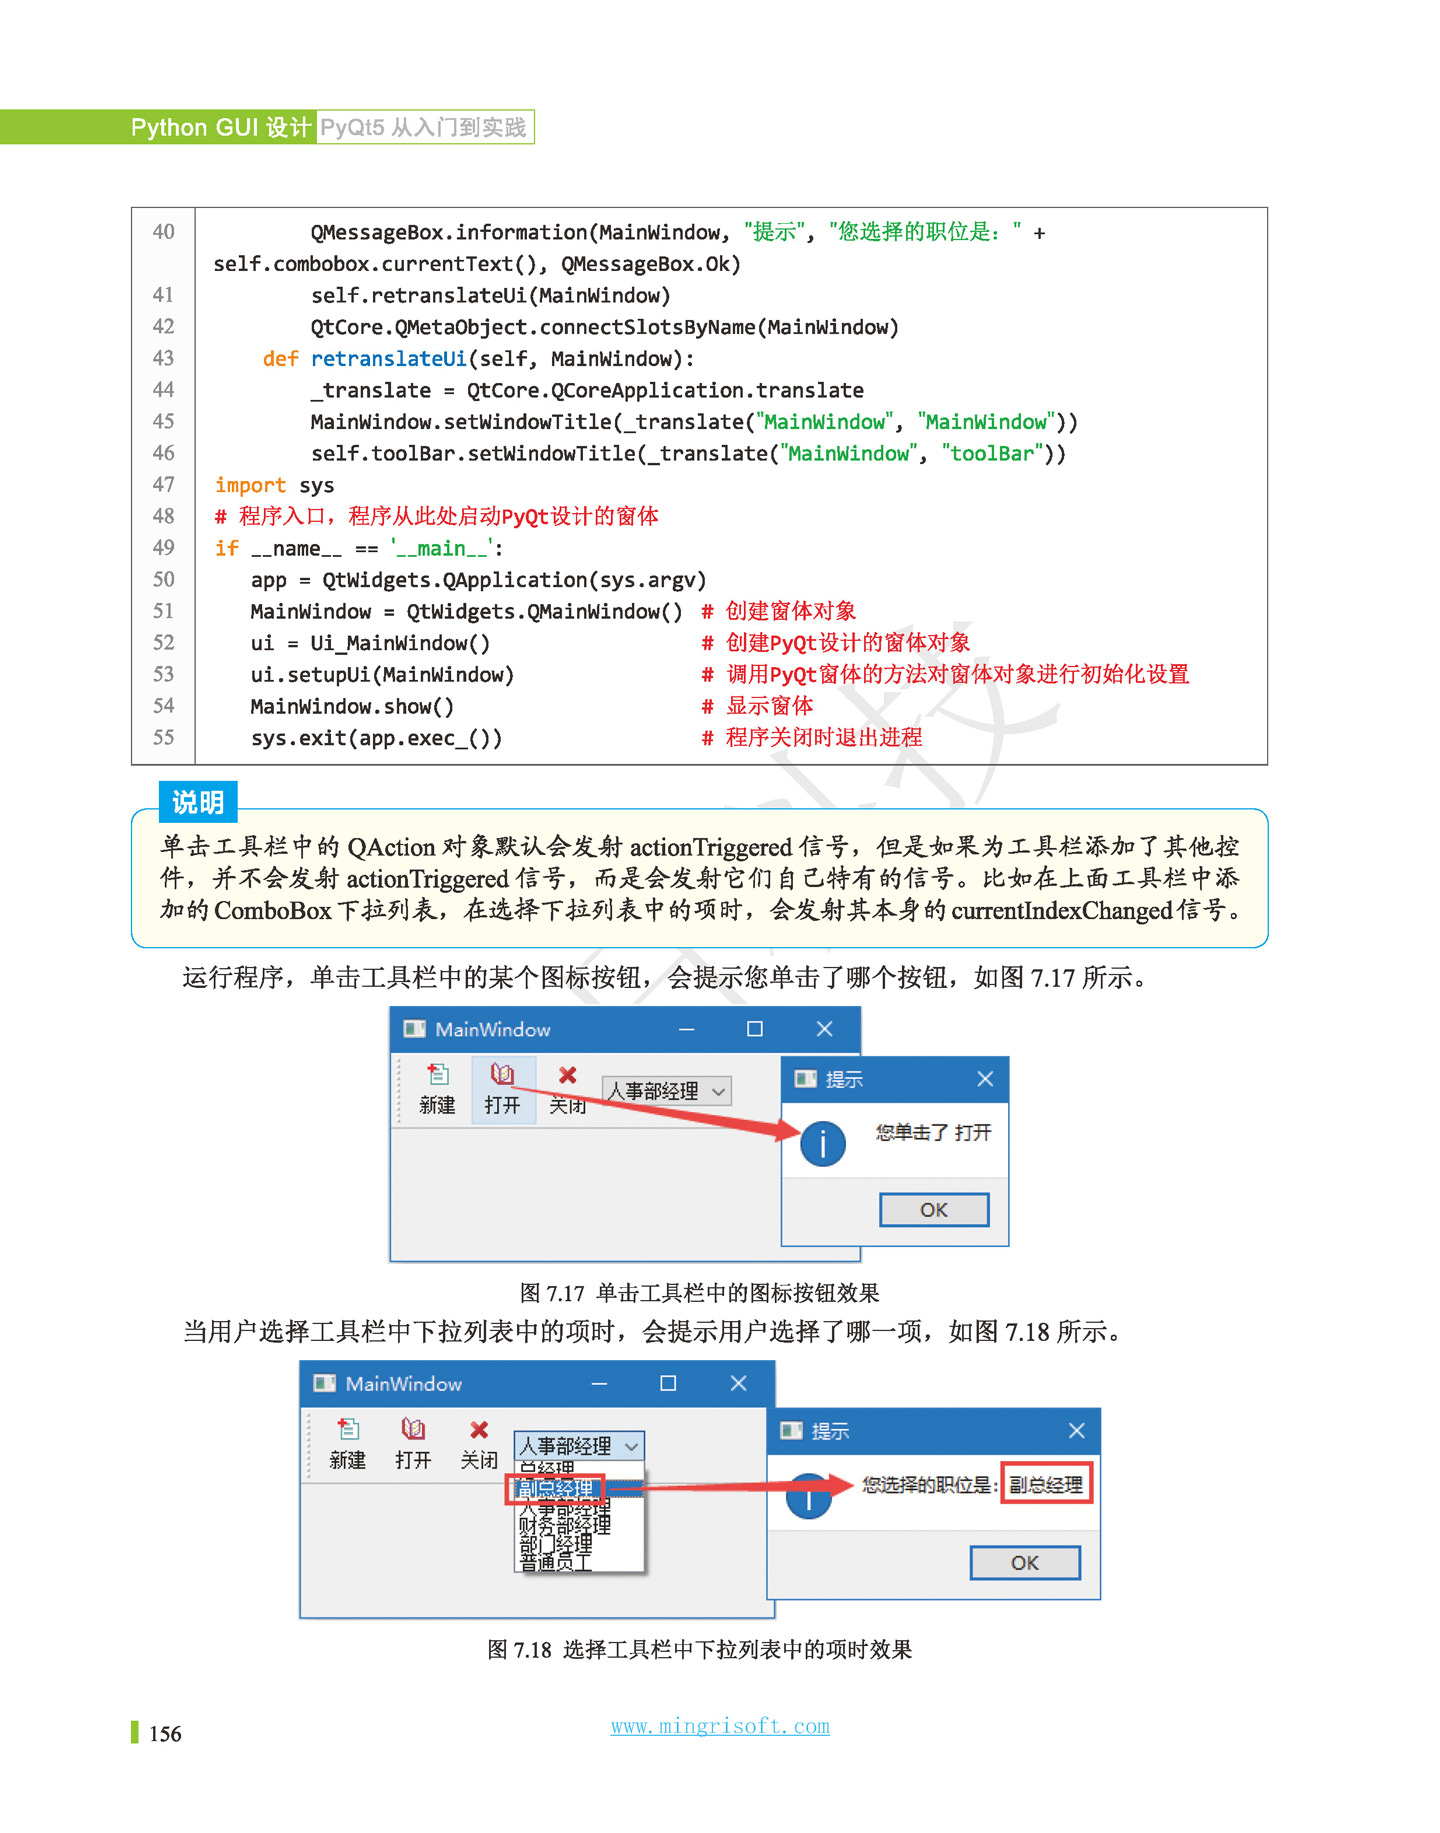 Python GUI 设计 PyQt5 从入门到实践
40 QMessageBox.information(MainWindow, "提示", "您选择的职位是：" +
self.combobox.currentText(), QMessageBox.Ok)
41 self.retranslateUi(MainWindow)
42 QtCore.QMetaObject.connectSlotsByName(MainWindow)
43 def retranslateUi(self, MainWindow):
44 _translate = QtCore.QCoreApplication.translate
45 MainWindow.setWindowTitle(_translate("MainWindow", "MainWindow"))
46 self.toolBar.setWindowTitle(_translate("MainWindow", "toolBar"))
47 import sys
48 # 程序入口，程序从此处启动PyQt设计的窗体
49 if __name__ == '__main__':
50 app = QtWidgets.QApplication(sys.argv)
51 MainWindow = QtWidgets.QMainWindow() # 创建窗体对象
52 ui = Ui_MainWindow() # 创建PyQt设计的窗体对象
53 ui.setupUi(MainWindow) # 调用PyQt窗体的方法对窗体对象进行初始化设置
54 MainWindow.show() # 显示窗体
55 sys.exit(app.exec_()) # 程序关闭时退出进程
说明
单击工具栏中的 QAction 对象默认会发射 actionTriggered 信号，但是如果为工具栏添加了其他控
件，并不会发射 actionTriggered 信号，而是会发射它们自己特有的信号。比如在上面工具栏中添
加的 ComboBox 下拉列表，在选择下拉列表中的项时，会发射其本身的 currentIndexChanged 信号。
运行程序，单击工具栏中的某个图标按钮，会提示您单击了哪个按钮，如图 7.17 所示。
MainWindow
新建 打开 关闭 人事部经理
提示
您单击了 打开
OK
图 7.17 单击工具栏中的图标按钮效果
当用户选择工具栏中下拉列表中的项时，会提示用户选择了哪一项，如图 7.18 所示。
MainWindow
新建 打开 关闭 人事部经理
总经理
副总经理
人事部经理
财务部经理
部门经理
普通员工
提示
您选择的职位是：副总经理
OK
图 7.18 选择工具栏中下拉列表中的项时效果
156
www.mingrisoft.com